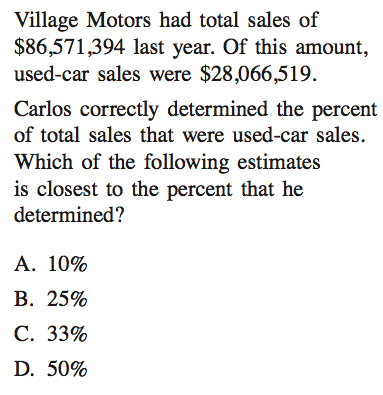 Village Motors had total sales of
$86,571,394 last year. Of this amount,
used-car sales were $28,066,519.
Carlos correctly determined the percent
of total sales that were used-car sales.
Which of the following estimates
is closest to the percent that he
determined?
A. 10%
B. 25%
C. 33%
D. 50%